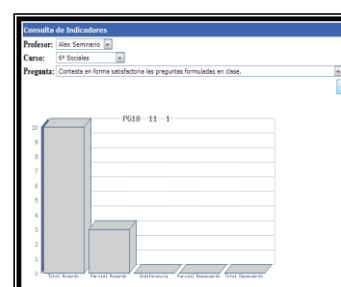 Consulta de Indicadores
Profesor: Alex Seminario
Curso: 6º Sociales
Pregunta: Contesta en forma satisfactoria las preguntas formuladas en clase.
PG10 11 1
10
9
8
7
6
5
4
3
2
1
0
Total Acuerdo Parcial Acuerdo Indiferencia Parcial Desacuerdo Total Desacuerdo